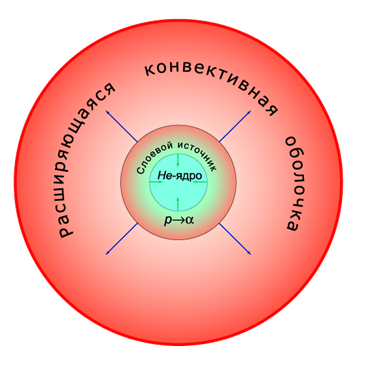 Расширяющаяся конвективная оболочка
Слоевой источник
He-ядро
p→α